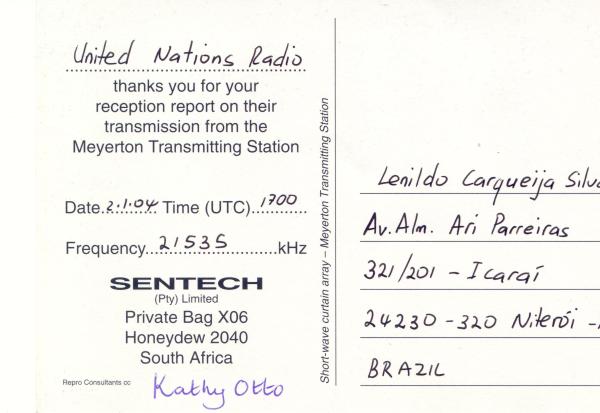 United Nations Radio
thanks you for your
reception report on their
transmission from the
Meyerton Transmitting Station
Date.2.1.04 Time (UTC)..1700
Frequency...21535.........kHz
SENTECH
(Pty) Limited
Private Bag X06
Honeydew 2040
South Africa
Repro Consultants cc
Kathy Otto
Short-wave curtain array – Meyerton Transmitting Station
Lenildo Carqueija Silva
Av. Alm. Ari Parreiras
321/201 - Icaraí
24230-320 Niterói -
BRAZIL